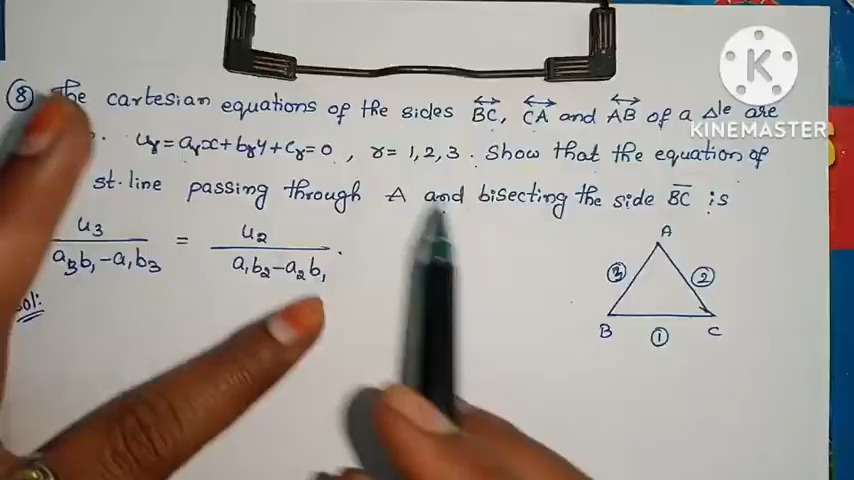 ⑧ The cartesian equations of the sides BC, CA and AB of a Δle are
uᵣ=aᵣx+bᵣy+cᵣ=0 , r=1,2,3. Show that the equation of
st.line passing through A and bisecting the side BC is
u₃/(a₃b₁-a₁b₃) = u₂/(a₁b₂-a₂b₁).
Sol:
A
③ ②
B ① C
K
KINEMASTER